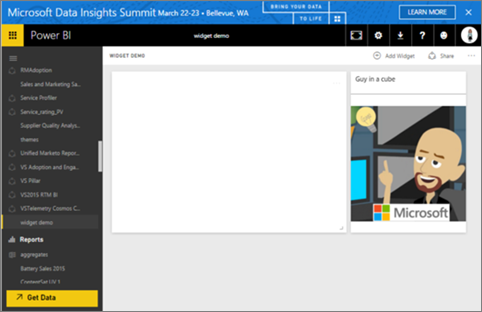 Microsoft Data Insights Summit March 22-23 • Bellevue, WA
BRING YOUR DATA
TO LIFE
LEARN MORE
Power BI
widget demo
WIDGET DEMO
Add Widget
Share
RMAdoption
Sales and Marketing Sa...
Service Profiler
Service_rating_PV
Supplier Quality Analys...
themes
Unified Marketo Repor...
VS Adoption and Enga...
VS Pillar
VS2015 RTM BI
VSTelemetry Cosmos C...
widget demo
Reports
aggregates
Battery Sales 2015
ContentSet UX 1
Get Data
Guy in a cube
Microsoft